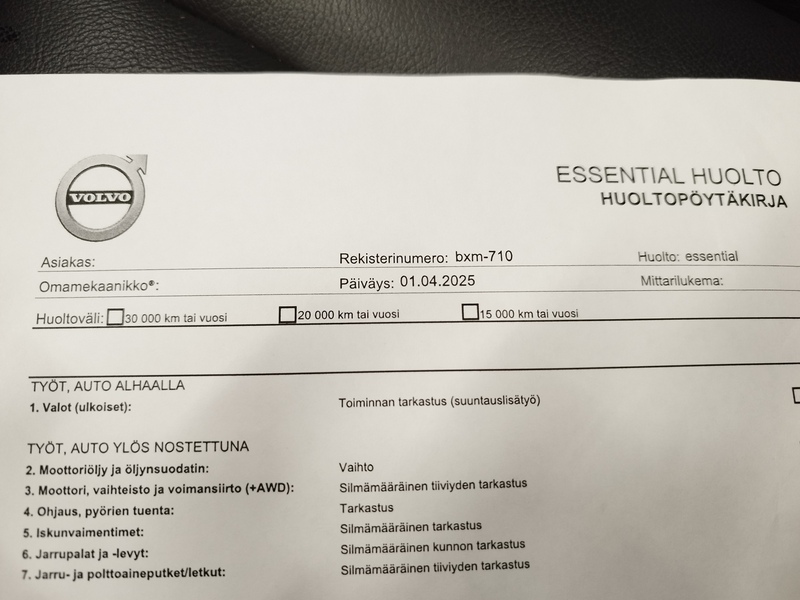 VOLVO
ESSENTIAL HUOLTO
HUOLTOPÖYTÄKIRJA
Asiakas: Rekisterinumero: bxm-710 Huolto: essential
Omamekaanikko®: Päiväys: 01.04.2025 Mittarilukema:
Huoltoväli: 30 000 km tai vuosi 20 000 km tai vuosi 15 000 km tai vuosi
TYÖT, AUTO ALHAALLA
1. Valot (ulkoiset): Toiminnan tarkastus (suuntauslisätyö)
TYÖT, AUTO YLÖS NOSTETTUNA
2. Moottoriöljy ja öljynsuodatin: Vaihto
3. Moottori, vaihteisto ja voimansiirto (+AWD): Silmämääräinen tiiviyden tarkastus
4. Ohjaus, pyörien tuenta: Tarkastus
5. Iskunvaimentimet: Silmämääräinen tarkastus
6. Jarrupalat ja -levyt: Silmämääräinen kunnon tarkastus
7. Jarru- ja polttoaineputket/letkut: Silmämääräinen tiiviyden tarkastus